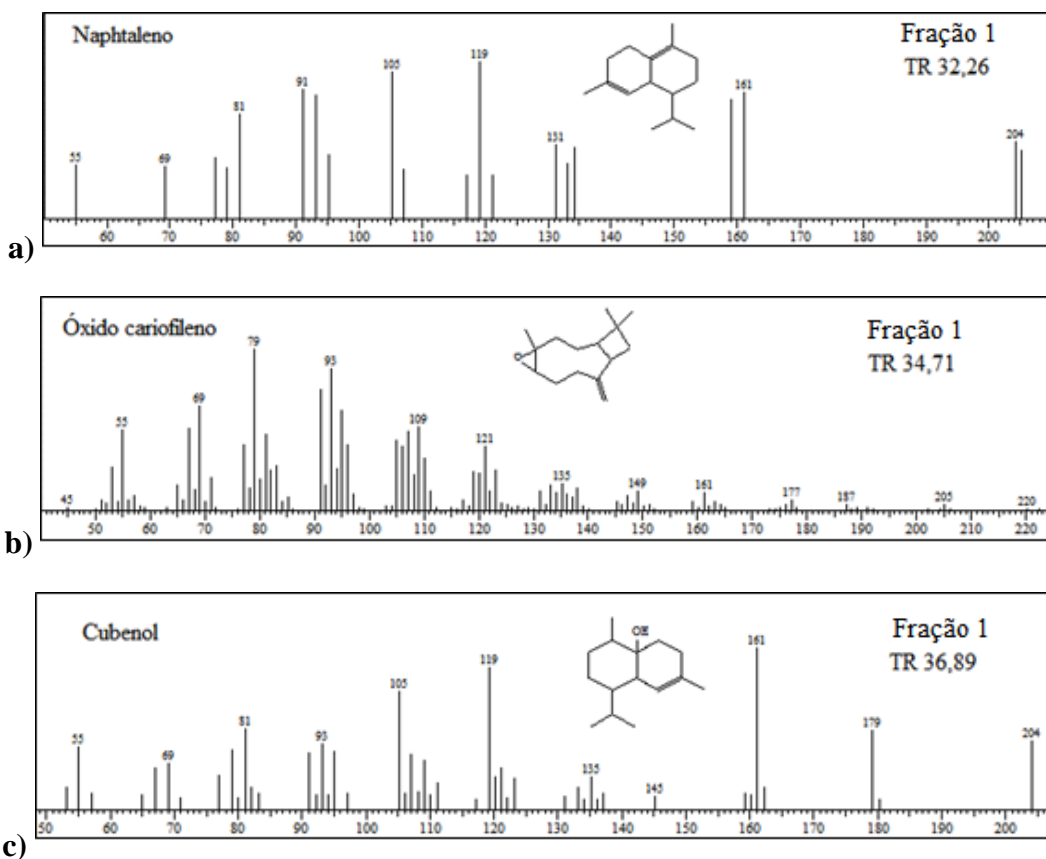 Naphtaleno
Fração 1
TR 32,26
55
69
81
91
105
119
131
161
204
60 70 80 90 100 110 120 130 140 150 160 170 180 190 200
a)
Óxido cariofileno
Fração 1
TR 34,71
O
45
55
69
79
93
109
121
135
149
161
177
187
205
220
50 60 70 80 90 100 110 120 130 140 150 160 170 180 190 200 210 220
b)
Cubenol
Fração 1
TR 36,89
OH
55
69
81
93
105
119
135
145
161
179
204
50 60 70 80 90 100 110 120 130 140 150 160 170 180 190 200
c)